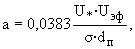 a = 0,0383 U*·Uэф / σ·dп ,